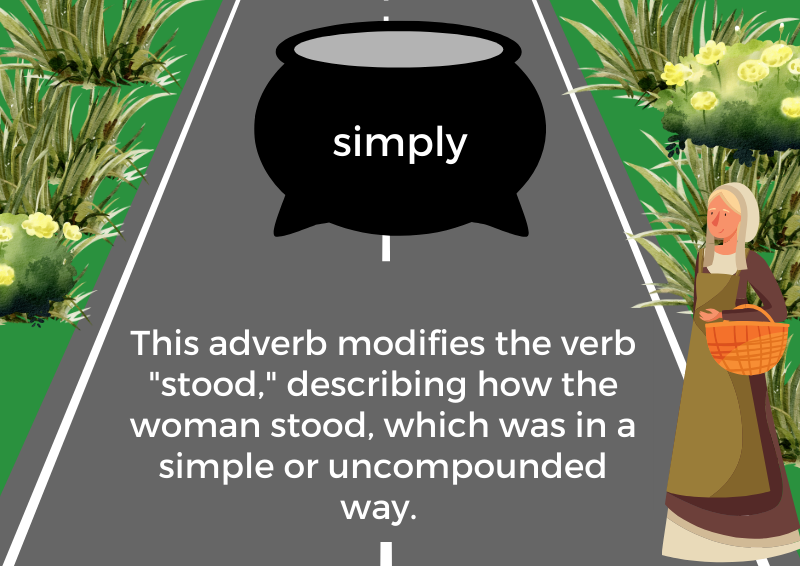 simply
This adverb modifies the verb
"stood," describing how the
woman stood, which was in a
simple or uncompounded
way.